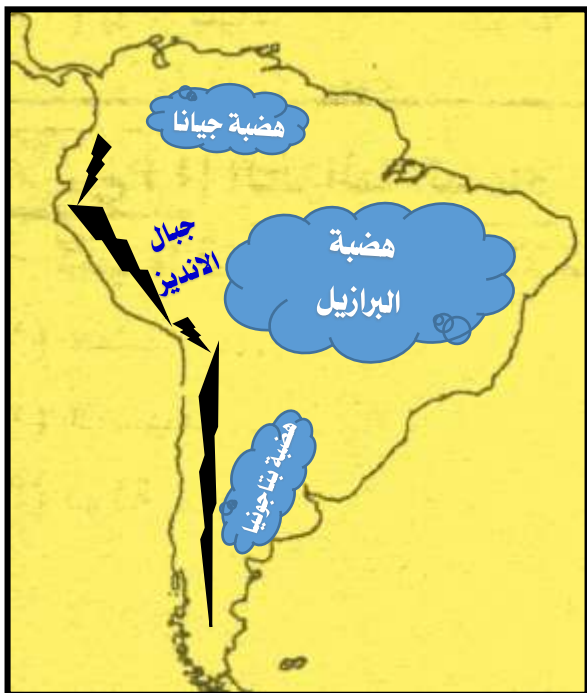 هضبة جيانا
جبال
الانديز
هضبة
البرازيل
هضبة بتاجونيا